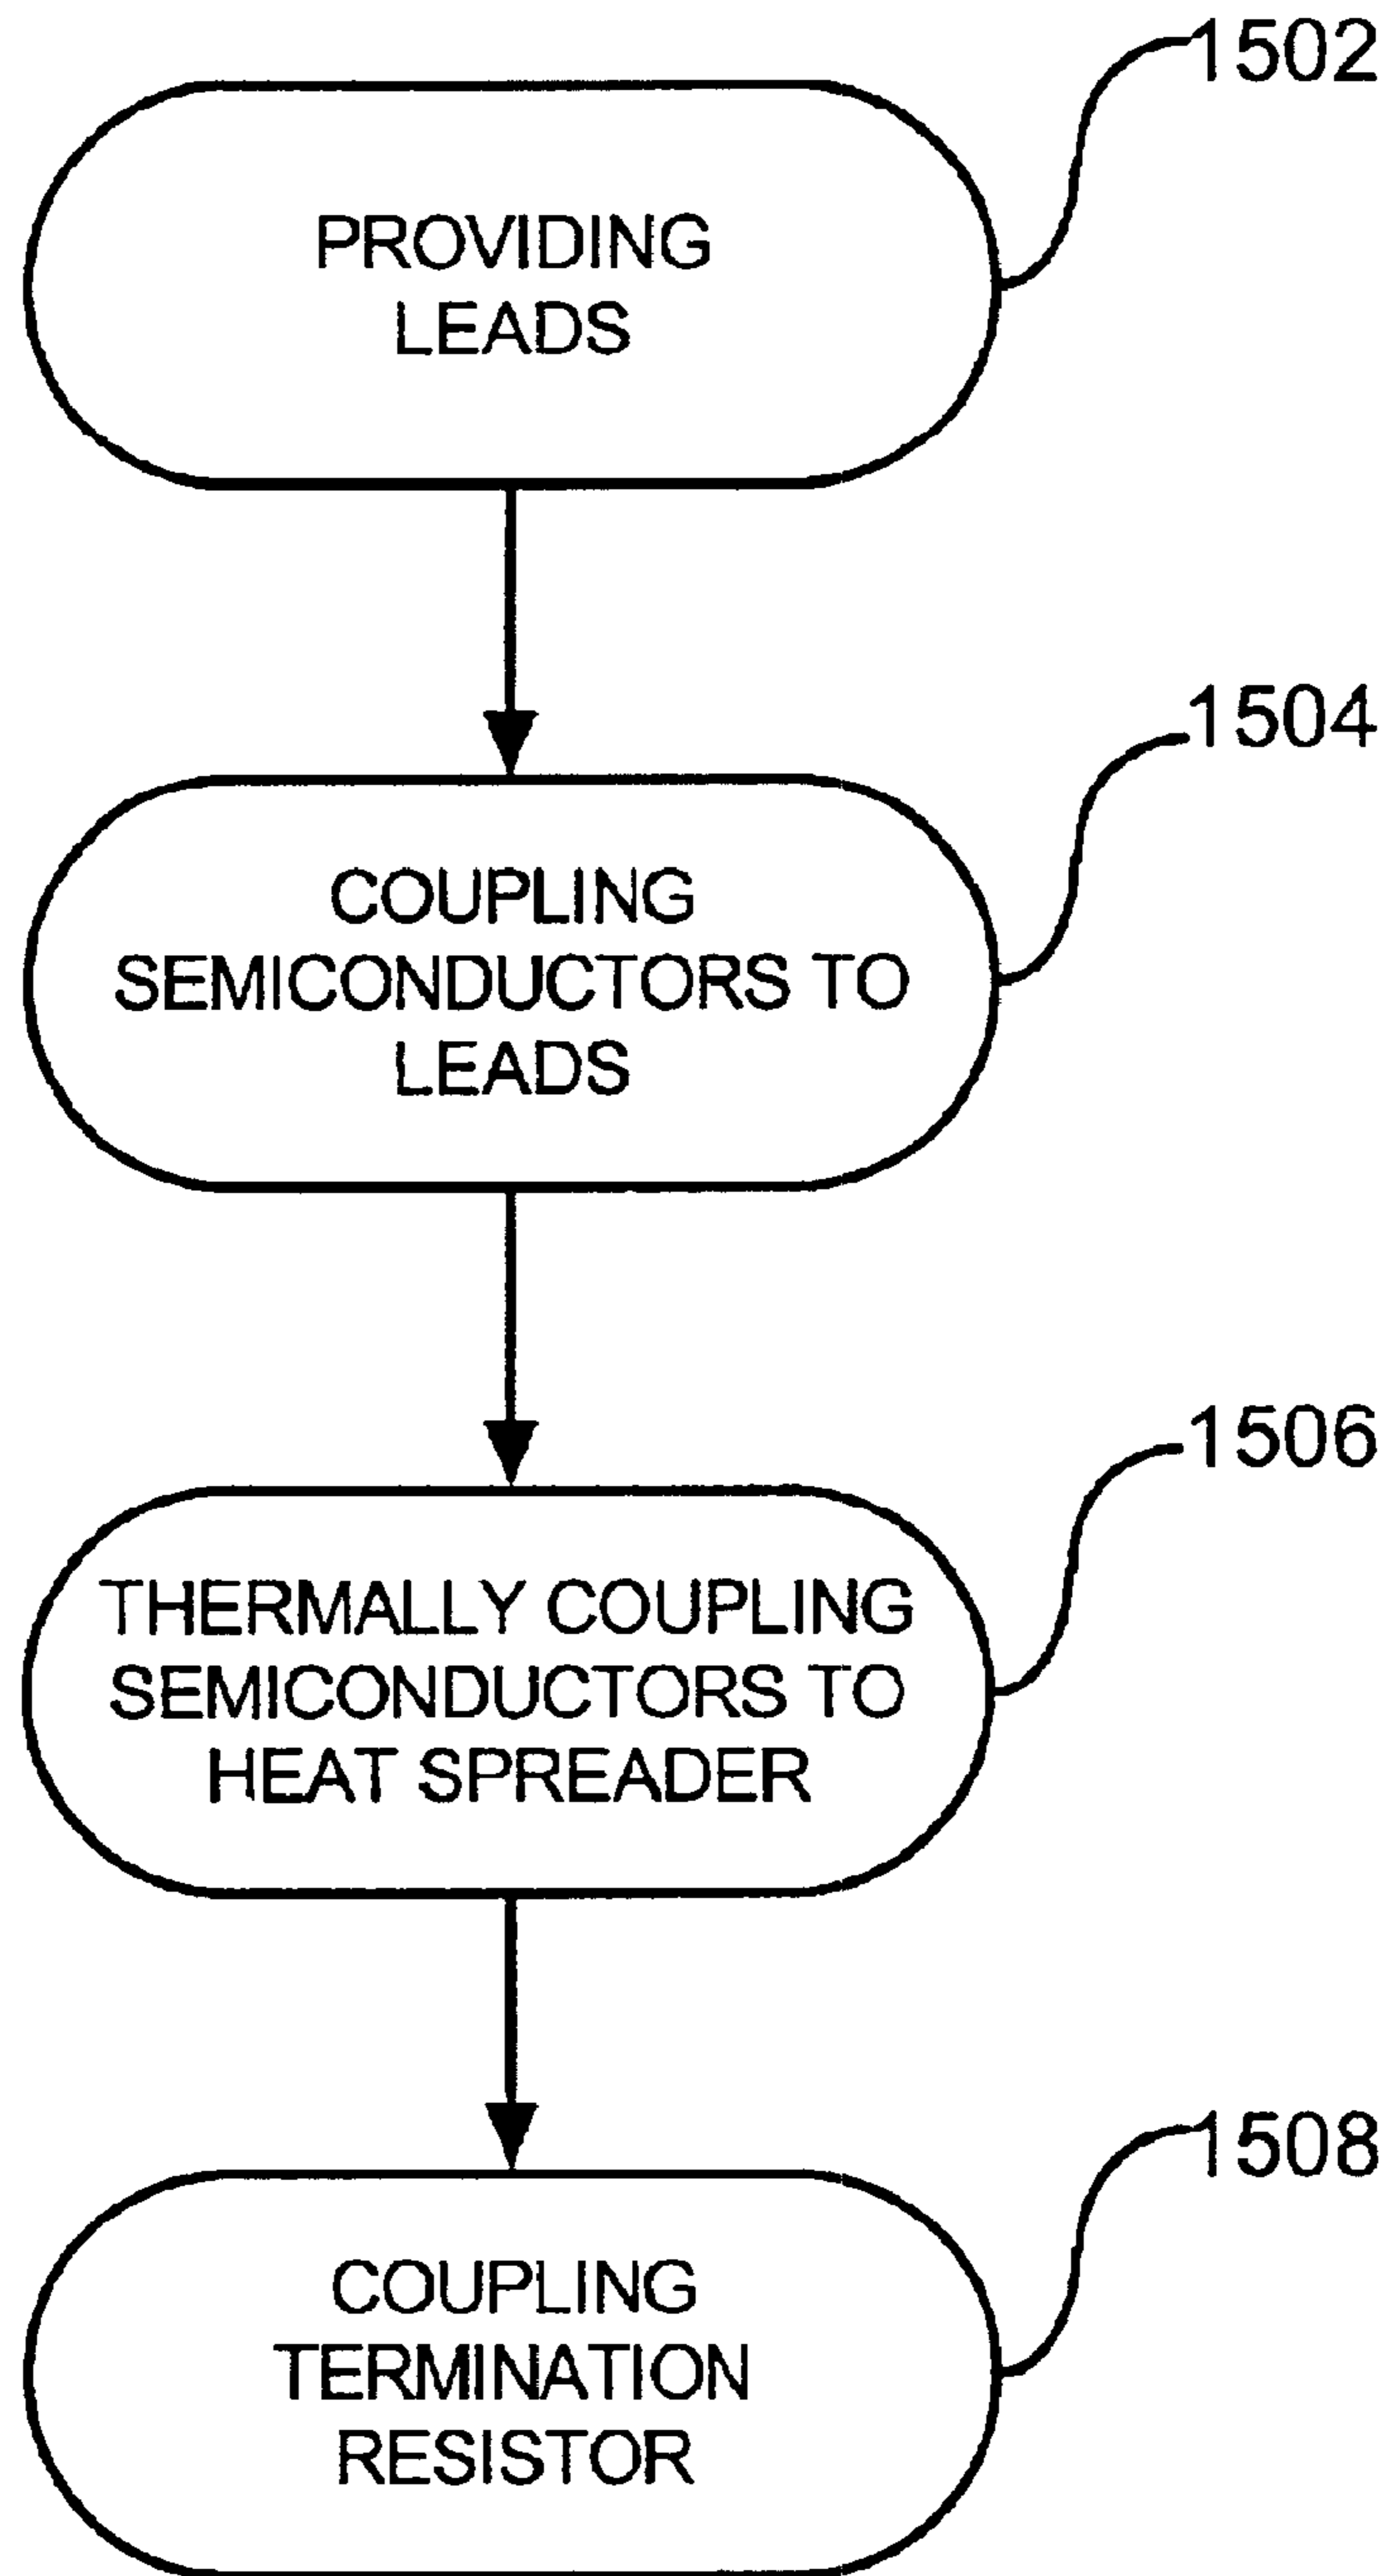 1502
PROVIDING
LEADS
1504
COUPLING
SEMICONDUCTORS TO
LEADS
1506
THERMALLY COUPLING
SEMICONDUCTORS TO
HEAT SPREADER
1508
COUPLING
TERMINATION
RESISTOR